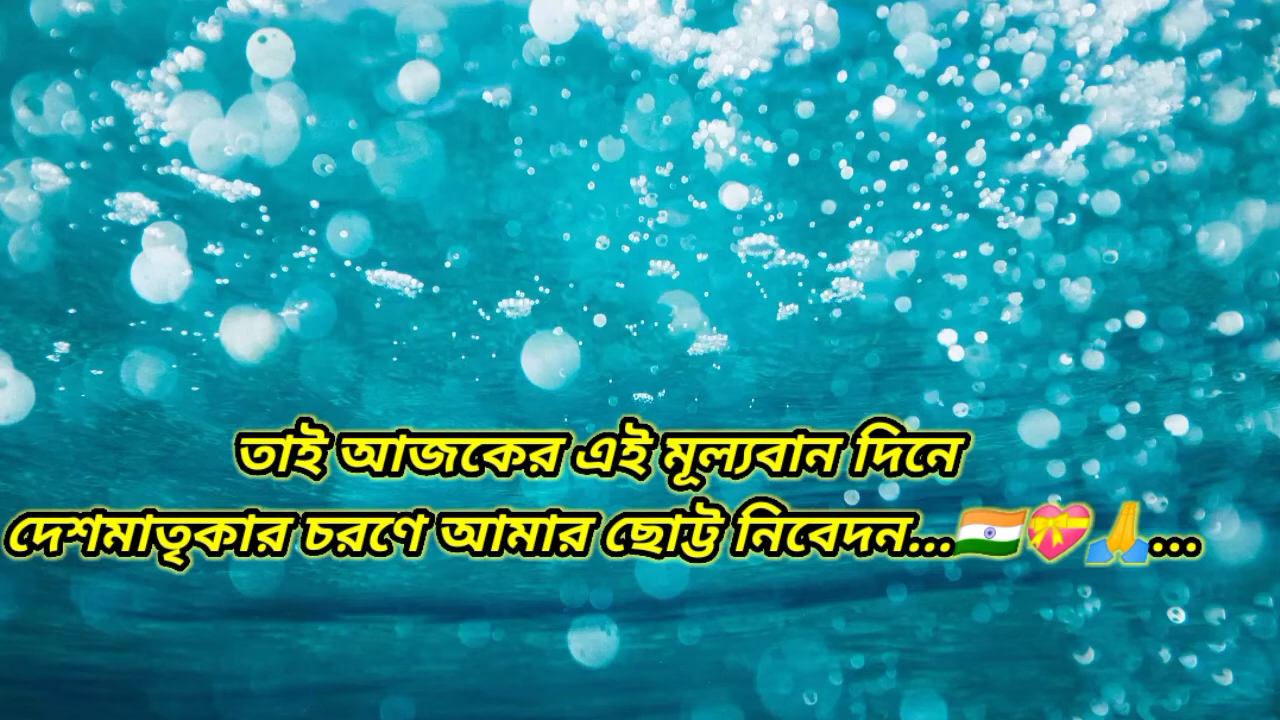 তাই আজকের এই মূল্যবান দিনে
দেশমাতৃকার চরণে আমার ছোট্ট নিবেদন...🇮🇳💝🙏...